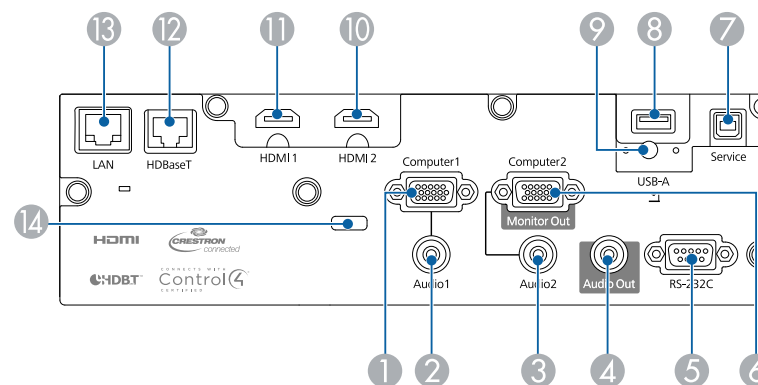 13 12 11 10 9 8 7
LAN HDBaseT HDMI 1 HDMI 2 Computer1 Computer2 USB-A Service
Monitor Out
14
HDMI CRESTRON connected
HDBT CONNECTS WITH Control4 CERTIFIED
Audio1 Audio2 Audio Out RS-232C
1 2 3 4 5 6